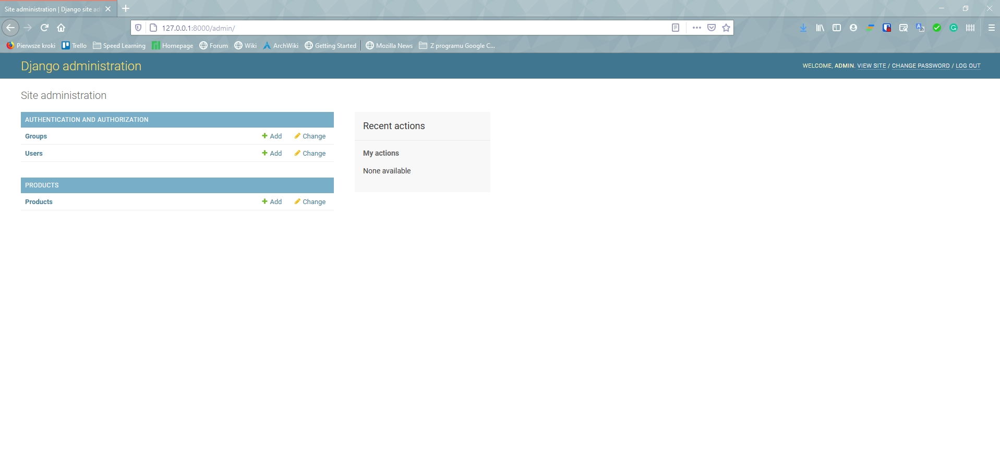 Site administration | Django site ad
127.0.0.1:8000/admin/
Pierwsze kroki Trello Speed Learning Homepage Forum Wiki ArchWiki Getting Started Mozilla News Z programu Google C...
Django administration
WELCOME, ADMIN. VIEW SITE / CHANGE PASSWORD / LOG OUT
Site administration
AUTHENTICATION AND AUTHORIZATION
Groups Add Change
Users Add Change
PRODUCTS
Products Add Change
Recent actions
My actions
None available